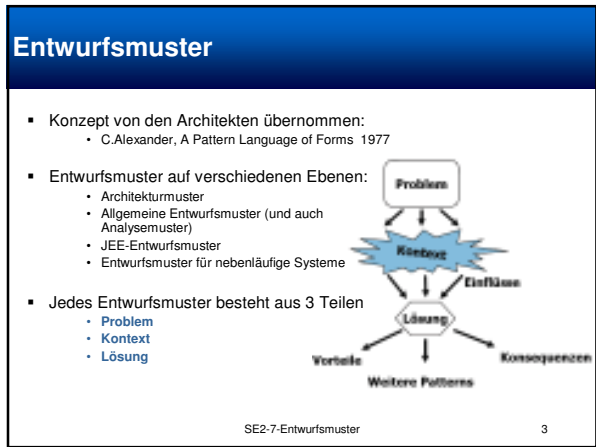 Entwurfsmuster
▪ Konzept von den Architekten übernommen:
• C.Alexander, A Pattern Language of Forms 1977
▪ Entwurfsmuster auf verschiedenen Ebenen:
• Architekturmuster
• Allgemeine Entwurfsmuster (und auch
Analysemuster)
• JEE-Entwurfsmuster
• Entwurfsmuster für nebenläufige Systeme
▪ Jedes Entwurfsmuster besteht aus 3 Teilen
• Problem
• Kontext
• Lösung
Problem
Kontext
Einflüsse
Lösung
Vorteile
Konsequenzen
Weitere Patterns
SE2-7-Entwurfsmuster
3